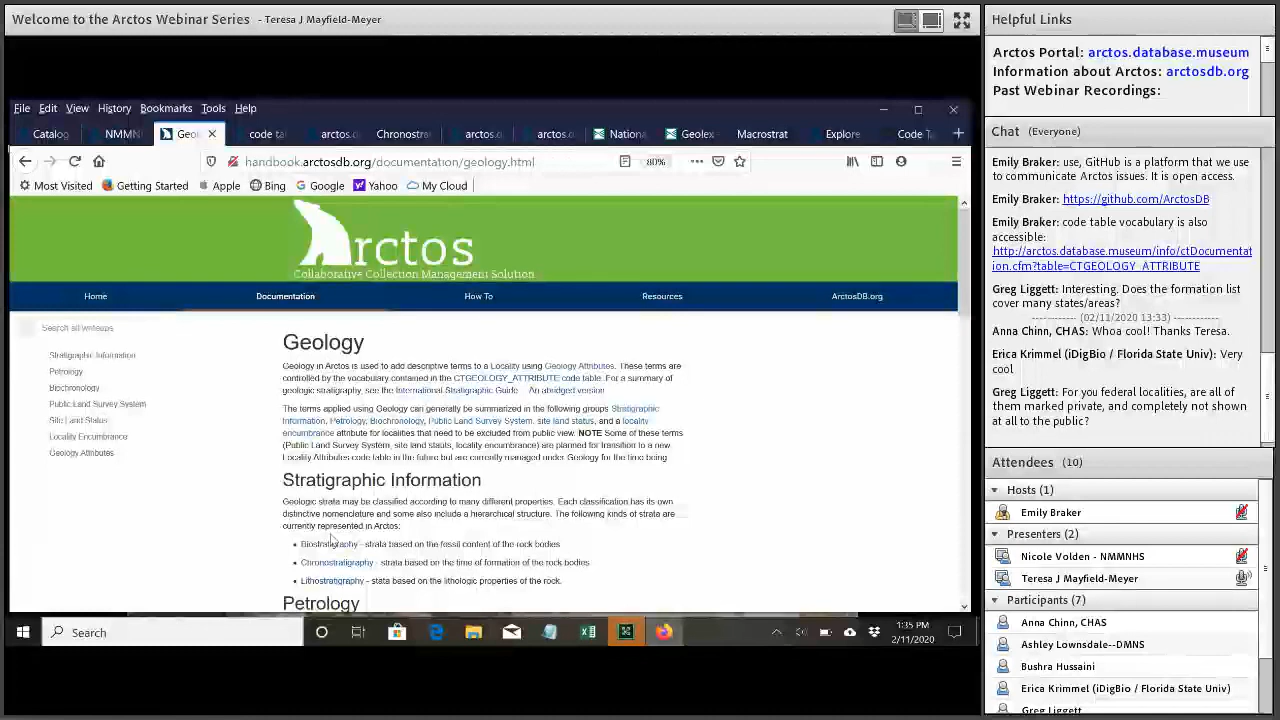 Welcome to the Arctos Webinar Series - Teresa J Mayfield-Meyer
File Edit View History Bookmarks Tools Help
Catalog NMMN Geol code tal arctos.d Chronostra arctos.d arctos.d Nationa Geolex - Macrostrat Explore Code T
handbook.arctosdb.org/documentation/geology.html 80%
Most Visited Getting Started Apple Bing Google Yahoo My Cloud
Arctos
Collaborative Collection Management Solution
Home Documentation How To Resources ArctosDB.org
Search all writeups
Stratigraphic Information
Petrology
Biochronology
Public Land Survey System
Site Land Status
Locality Encumbrance
Geology Attributes
Geology
Geology in Arctos is used to add descriptive terms to a Locality using Geology Attributes. These terms are
controlled by the vocabulary contained in the CTGEOLOGY_ATTRIBUTE code table. For a summary of
geologic stratigraphy, see the International Stratigraphic Guide An abridged version
The terms applied using Geology can generally be summarized in the following groups Stratigraphic
Information, Petrology, Biochronology, Public Land Survey System, site land status, and a locality
encumbrance attribute for localities that need to be excluded from public view. NOTE Some of these terms
(Public Land Survey System, site land stauts, locality encumbrance) are planned for transition to a new
Locality Attributes code table in the future but are currently managed under Geology for the time being
Stratigraphic Information
Geologic strata may be classified according to many different properties. Each classification has its own
distinctive nomenclature and some also include a hierarchical structure. The following kinds of strata are
currently represented in Arctos:
• Biostratigraphy - strata based on the fossil content of the rock bodies
• Chronostratigraphy - strata based on the time of formation of the rock bodies
• Lithostratigraphy - stata based on the lithologic properties of the rock.
Petrology
Search
1:35 PM
2/11/2020
Helpful Links
Arctos Portal: arctos.database.museum
Information about Arctos: arctosdb.org
Past Webinar Recordings:
Chat (Everyone)
Emily Braker: use, GitHub is a platform that we use
to communicate Arctos issues. It is open access.
Emily Braker: https://github.com/ArctosDB
Emily Braker: code table vocabulary is also
accessible:
http://arctos.database.museum/info/ctDocumentat
ion.cfm?table=CTGEOLOGY_ATTRIBUTE
Greg Liggett: Interesting. Does the formation list
cover many states/areas?
------------ (02/11/2020 13:33) ------------
Anna Chinn, CHAS: Whoa cool! Thanks Teresa.
Erica Krimmel (iDigBio / Florida State Univ): Very
cool
Greg Liggett: For you federal localities, are all of
them marked private, and completely not shown
at all to the public?
Attendees (10)
Hosts (1)
Emily Braker
Presenters (2)
Nicole Volden - NMMNHS
Teresa J Mayfield-Meyer
Participants (7)
Anna Chinn, CHAS
Ashley Lownsdale--DMNS
Bushra Hussaini
Erica Krimmel (iDigBio / Florida State Univ)
Greg Liggett